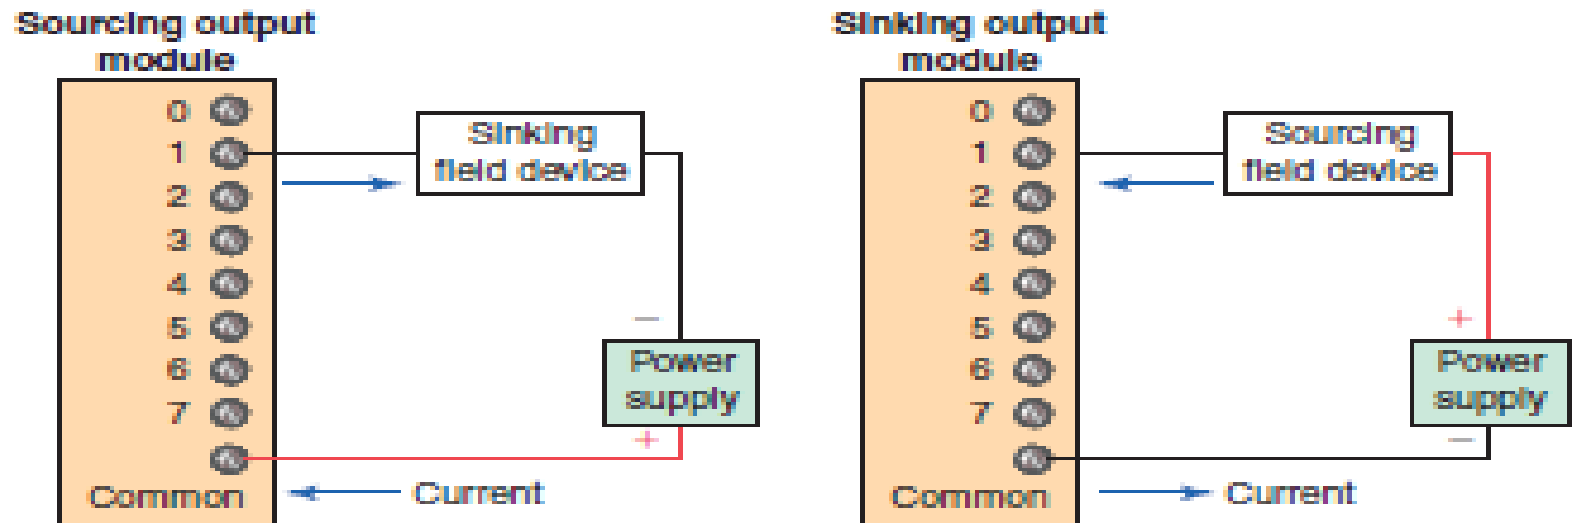 Sourcing output
module
0
1
2
3
4
5
6
7
Common
Sinking
field device
−
Power
supply
+
Current
Sinking output
module
0
1
2
3
4
5
6
7
Common
Sourcing
field device
+
Power
supply
−
Current